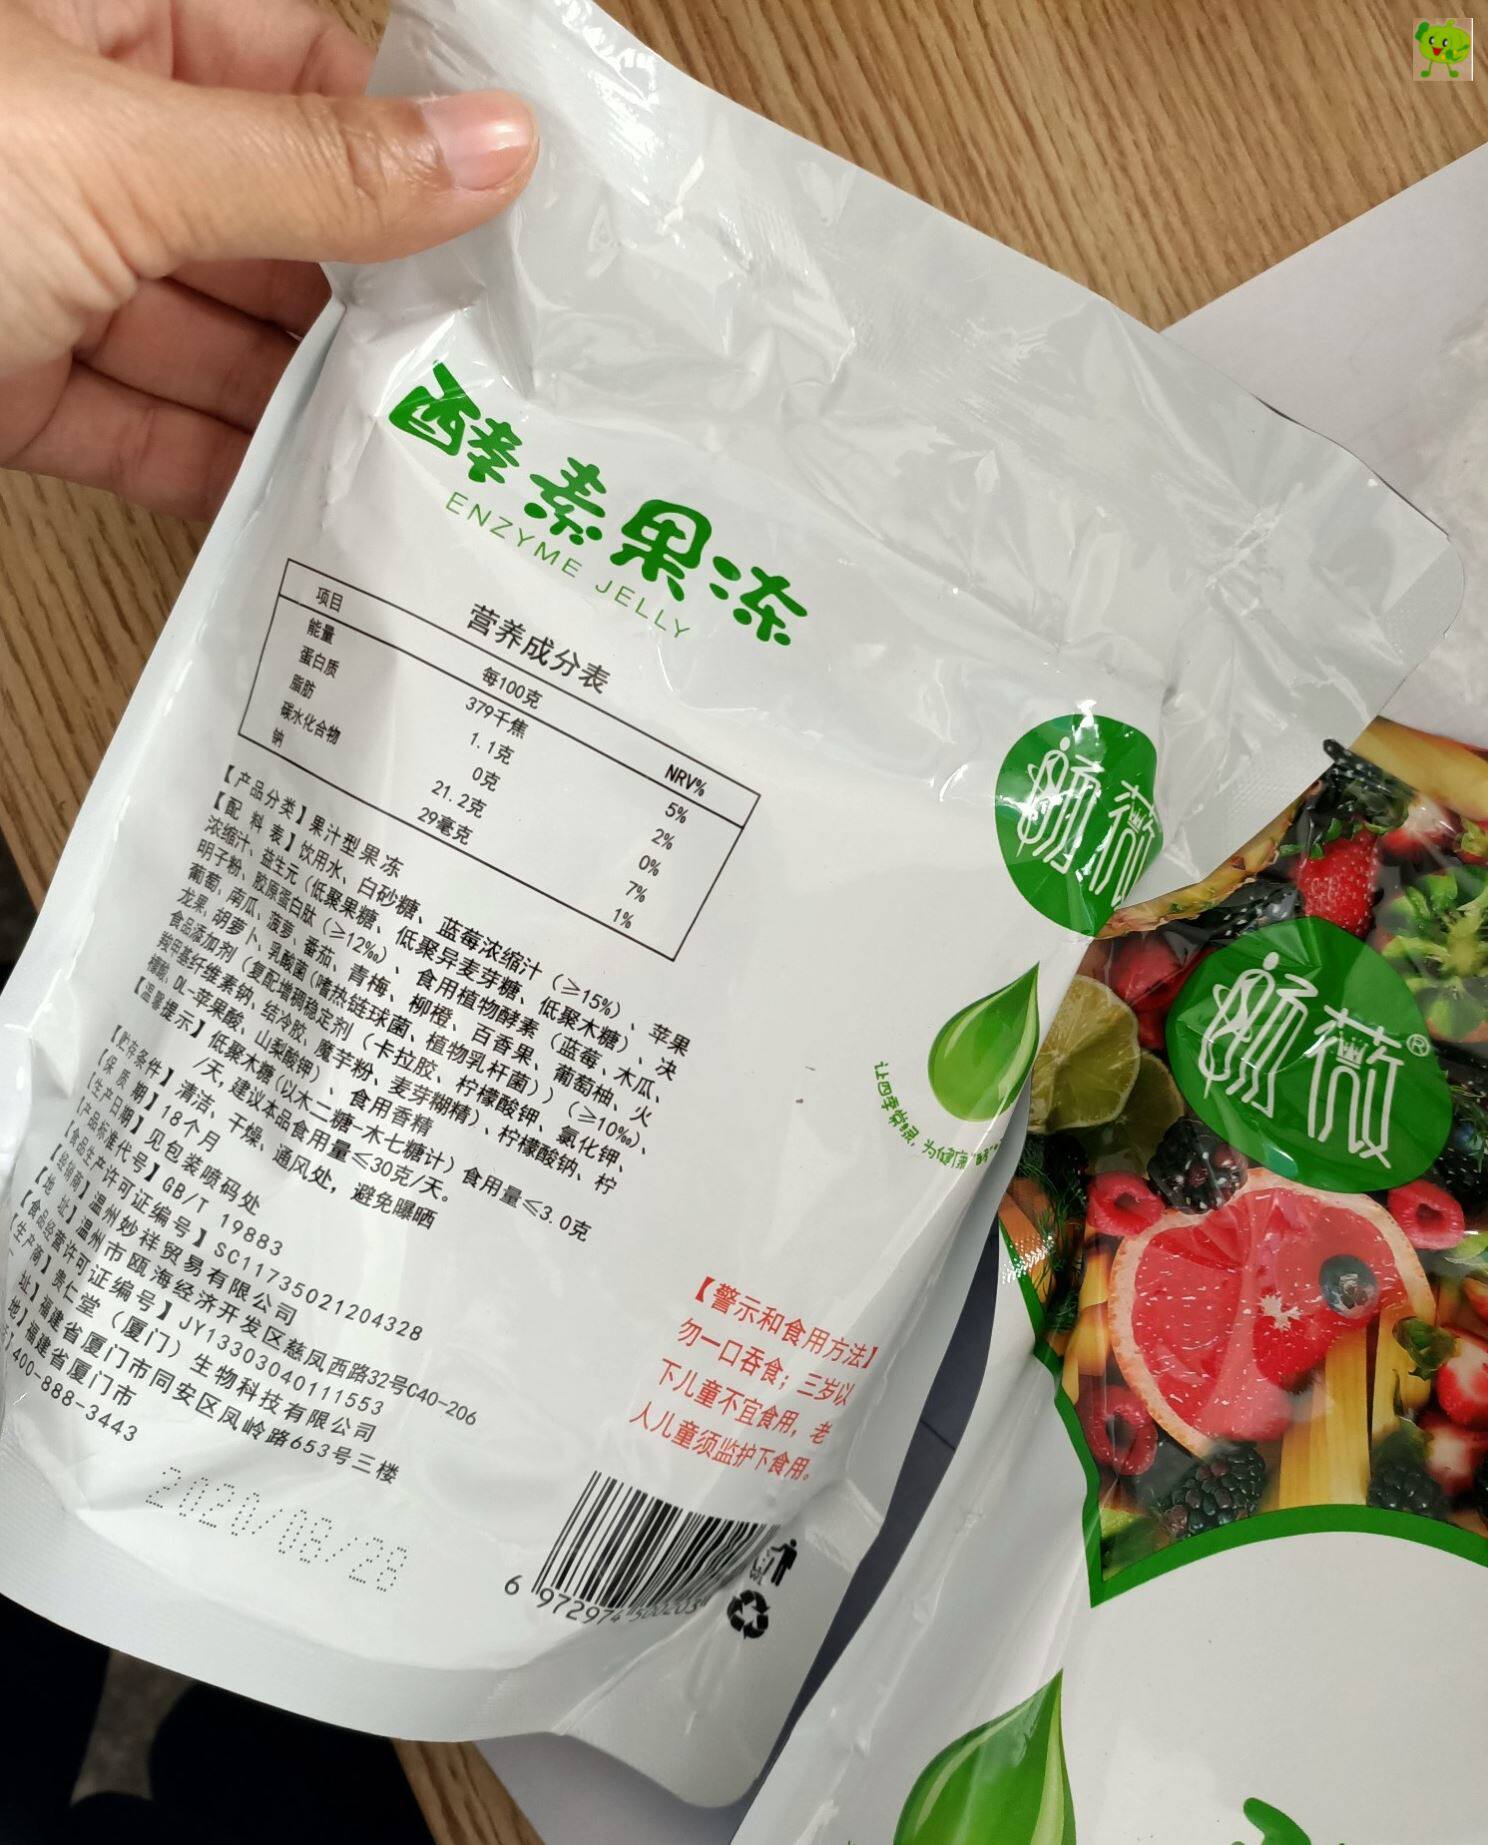 酵素果冻
ENZYME JELLY
营养成分表
项目 每100克 NRV%
能量 379千焦 5%
蛋白质 1.1克 2%
脂肪 0克 0%
碳水化合物 21.2克 7%
钠 29毫克 1%
【产品分类】果汁型果冻
【配 料 表】饮用水、白砂糖、蓝莓浓缩汁(≥15%)、苹果
浓缩汁、益生元(低聚果糖、低聚异麦芽糖、低聚木糖)、决
明子粉、胶原蛋白肽(≥12‰)、食用植物酵素(蓝莓、木瓜、
葡萄、南瓜、菠萝、番茄、青梅、柳橙、百香果、葡萄柚、火
龙果、胡萝卜、乳酸菌(嗜热链球菌、植物乳杆菌))(≥10‰)、
食品添加剂(复配增稠稳定剂(卡拉胶、柠檬酸钾、氯化钾、
羧甲基纤维素钠、结冷胶、魔芋粉、麦芽糊精)、柠檬酸钠、柠
檬酸、DL-苹果酸、山梨酸钾)、食用香精
【温馨提示】低聚木糖(以木二糖-木七糖计)食用量≤3.0克
/天,建议本品食用量≤30克/天。
【贮存条件】清洁、干燥、通风处,避免曝晒
【保 质 期】18个月
【生产日期】见包装喷码处
【产品标准代号】GB/T 19883
【食品生产许可证编号】SC11735021204328
【经销商】温州妙祥贸易有限公司
【地 址】温州市瓯海经济开发区慈凤西路32号C40-206
【食品经营许可证编号】JY13303040111553
【生产商】贵仁堂(厦门)生物科技有限公司
址】福建省厦门市同安区凤岭路653号三楼
地】福建省厦门市
400-888-3443
2020/08/28
【警示和食用方法】
勿一口吞食;三岁以
下儿童不宜食用,老
人儿童须监护下食用。
6 972974 500203
薇
薇®